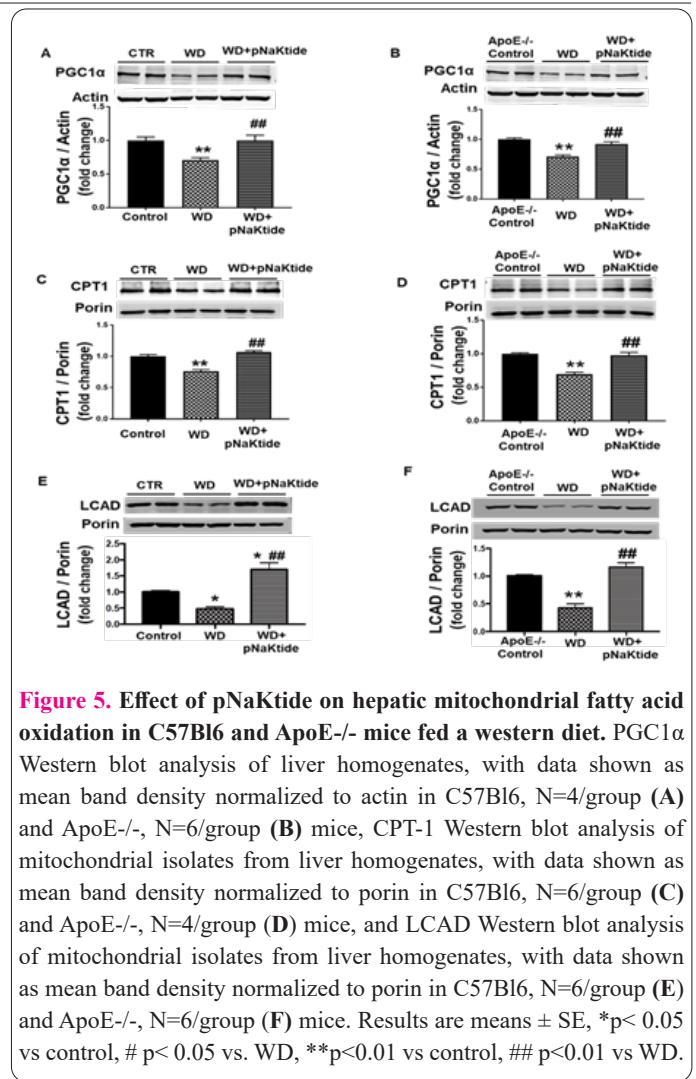 A
CTR WD WD+pNaKtide
PGC1α
Actin
PGC1α / Actin
(fold change)
1.5
1.0
0.5
0.0
**
##
Control WD WD+
pNaKtide
B
ApoE-/-
Control WD WD+
pNaKtide
PGC1α
Actin
PGC1α / Actin
(fold change)
1.5
1.0
0.5
0.0
**
##
ApoE-/-
Control WD WD+
pNaKtide
C
CTR WD WD+pNaKtide
CPT1
Porin
CPT1 / Porin
(fold change)
1.5
1.0
0.5
0.0
**
##
Control WD WD+
pNaKtide
D
ApoE-/-
Control WD WD+
pNaKtide
CPT1
Porin
CPT1 / Porin
(fold change)
1.5
1.0
0.5
0.0
**
##
ApoE-/-
Control WD WD+
pNaKtide
E
CTR WD WD+pNaKtide
LCAD
Porin
LCAD / Porin
(fold change)
2.5
2.0
1.5
1.0
0.5
0.0
*
* ##
Control WD WD+
pNaKtide
F
ApoE-/-
Control WD WD+
pNaKtide
LCAD
Porin
LCAD / Porin
(fold change)
1.5
1.0
0.5
0.0
**
##
ApoE-/-
Control WD WD+
pNaKtide
Figure 5. Effect of pNaKtide on hepatic mitochondrial fatty acid
oxidation in C57Bl6 and ApoE-/- mice fed a western diet. PGC1α
Western blot analysis of liver homogenates, with data shown as
mean band density normalized to actin in C57Bl6, N=4/group (A)
and ApoE-/-, N=6/group (B) mice, CPT-1 Western blot analysis of
mitochondrial isolates from liver homogenates, with data shown as
mean band density normalized to porin in C57Bl6, N=6/group (C)
and ApoE-/-, N=4/group (D) mice, and LCAD Western blot analysis
of mitochondrial isolates from liver homogenates, with data shown
as mean band density normalized to porin in C57Bl6, N=6/group (E)
and ApoE-/-, N=6/group (F) mice. Results are means ± SE, *p< 0.05
vs control, # p< 0.05 vs. WD, **p<0.01 vs control, ## p<0.01 vs WD.